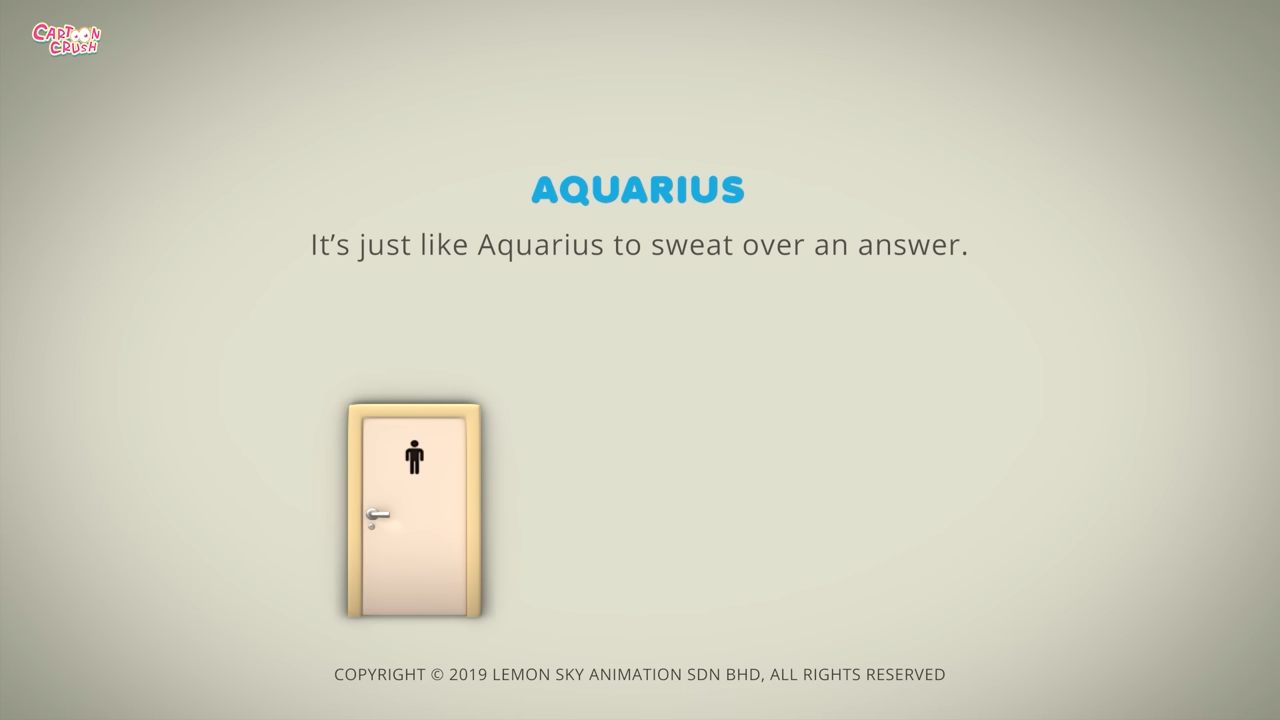 CARTOON
CRUSH
AQUARIUS
It’s just like Aquarius to sweat over an answer.
COPYRIGHT © 2019 LEMON SKY ANIMATION SDN BHD, ALL RIGHTS RESERVED